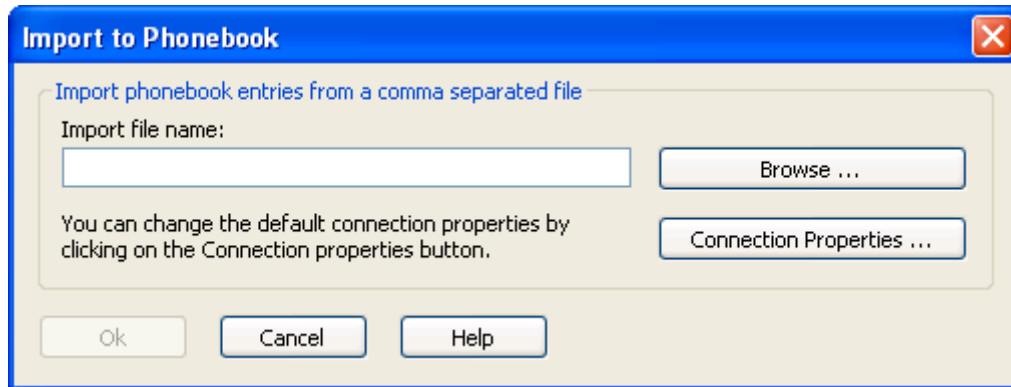 Import to Phonebook
Import phonebook entries from a comma separated file
Import file name:
Browse ...
You can change the default connection properties by
clicking on the Connection properties button.
Connection Properties ...
Ok
Cancel
Help